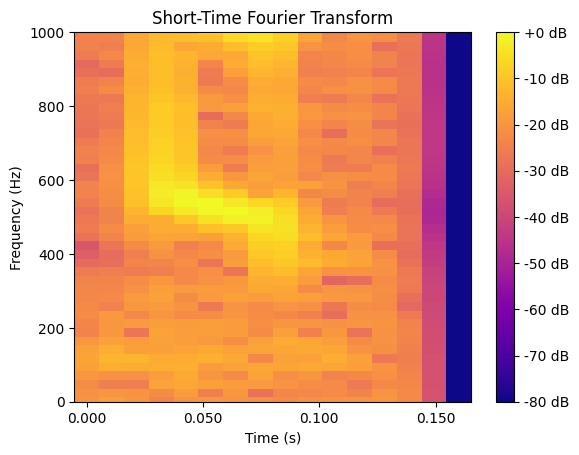 Short-Time Fourier Transform
Frequency (Hz)
1000
800
600
400
200
0
0.000 0.050 0.100 0.150
Time (s)
+0 dB
-10 dB
-20 dB
-30 dB
-40 dB
-50 dB
-60 dB
-70 dB
-80 dB